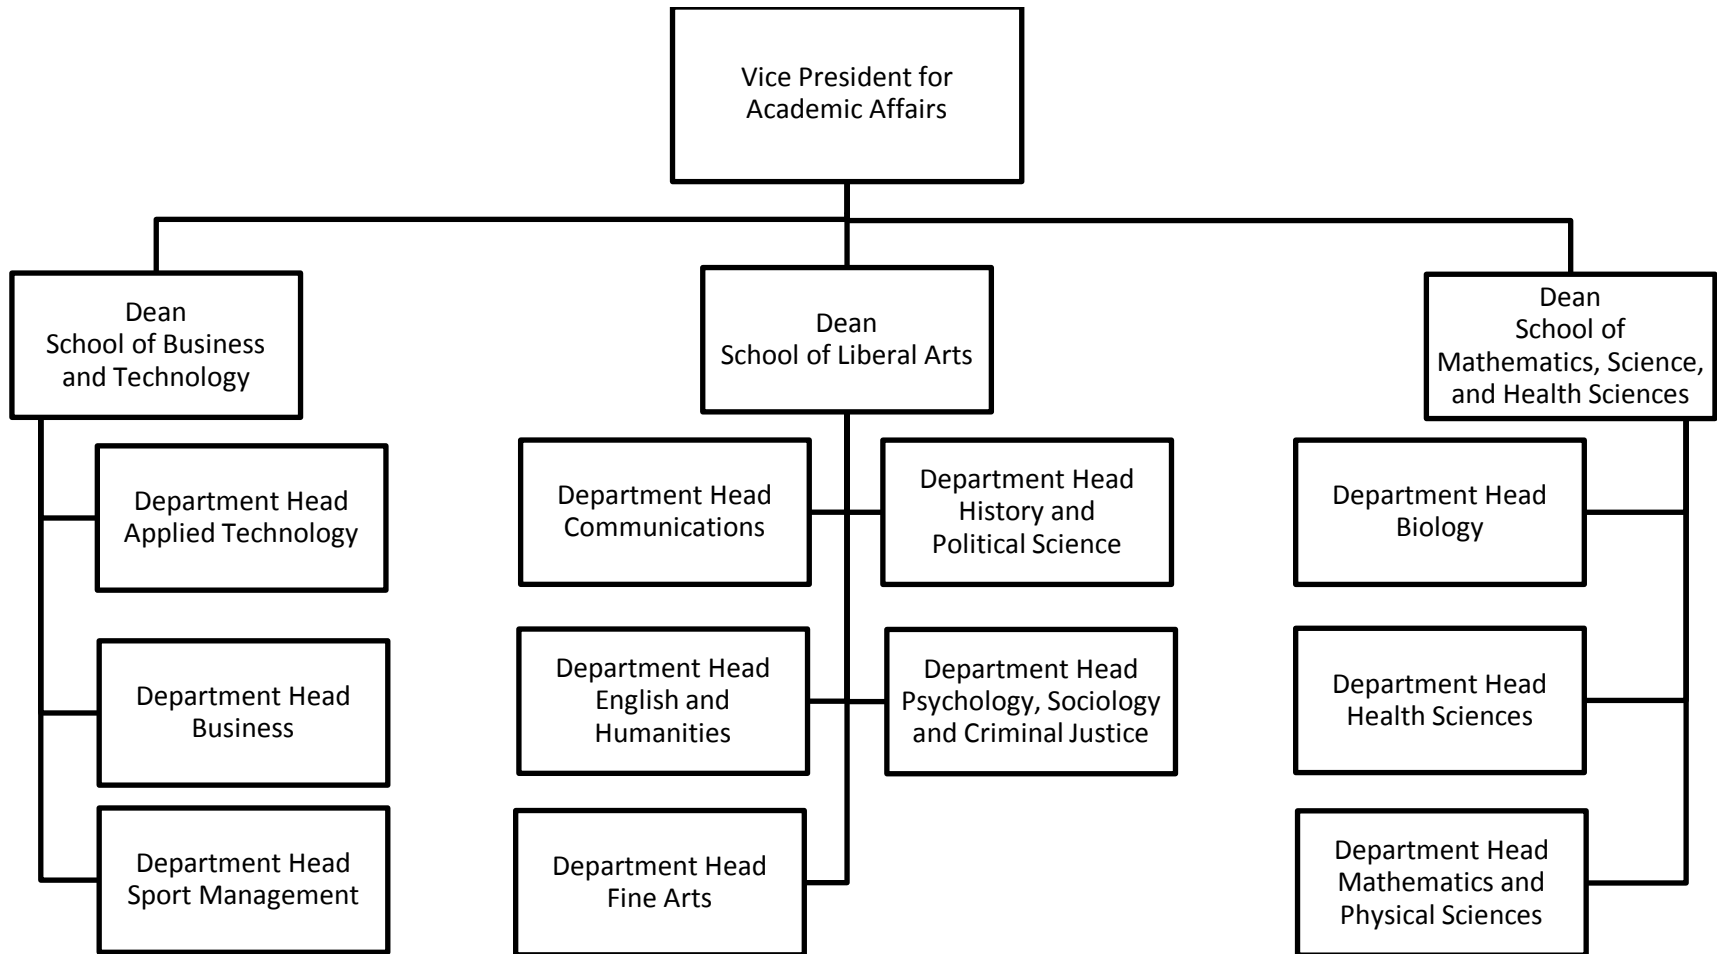 Vice President for
Academic Affairs
Dean
School of Business
and Technology
Dean
School of Liberal Arts
Dean
School of
Mathematics, Science,
and Health Sciences
Department Head
Applied Technology
Department Head
Communications
Department Head
History and
Political Science
Department Head
Biology
Department Head
Business
Department Head
English and
Humanities
Department Head
Psychology, Sociology
and Criminal Justice
Department Head
Health Sciences
Department Head
Sport Management
Department Head
Fine Arts
Department Head
Mathematics and
Physical Sciences